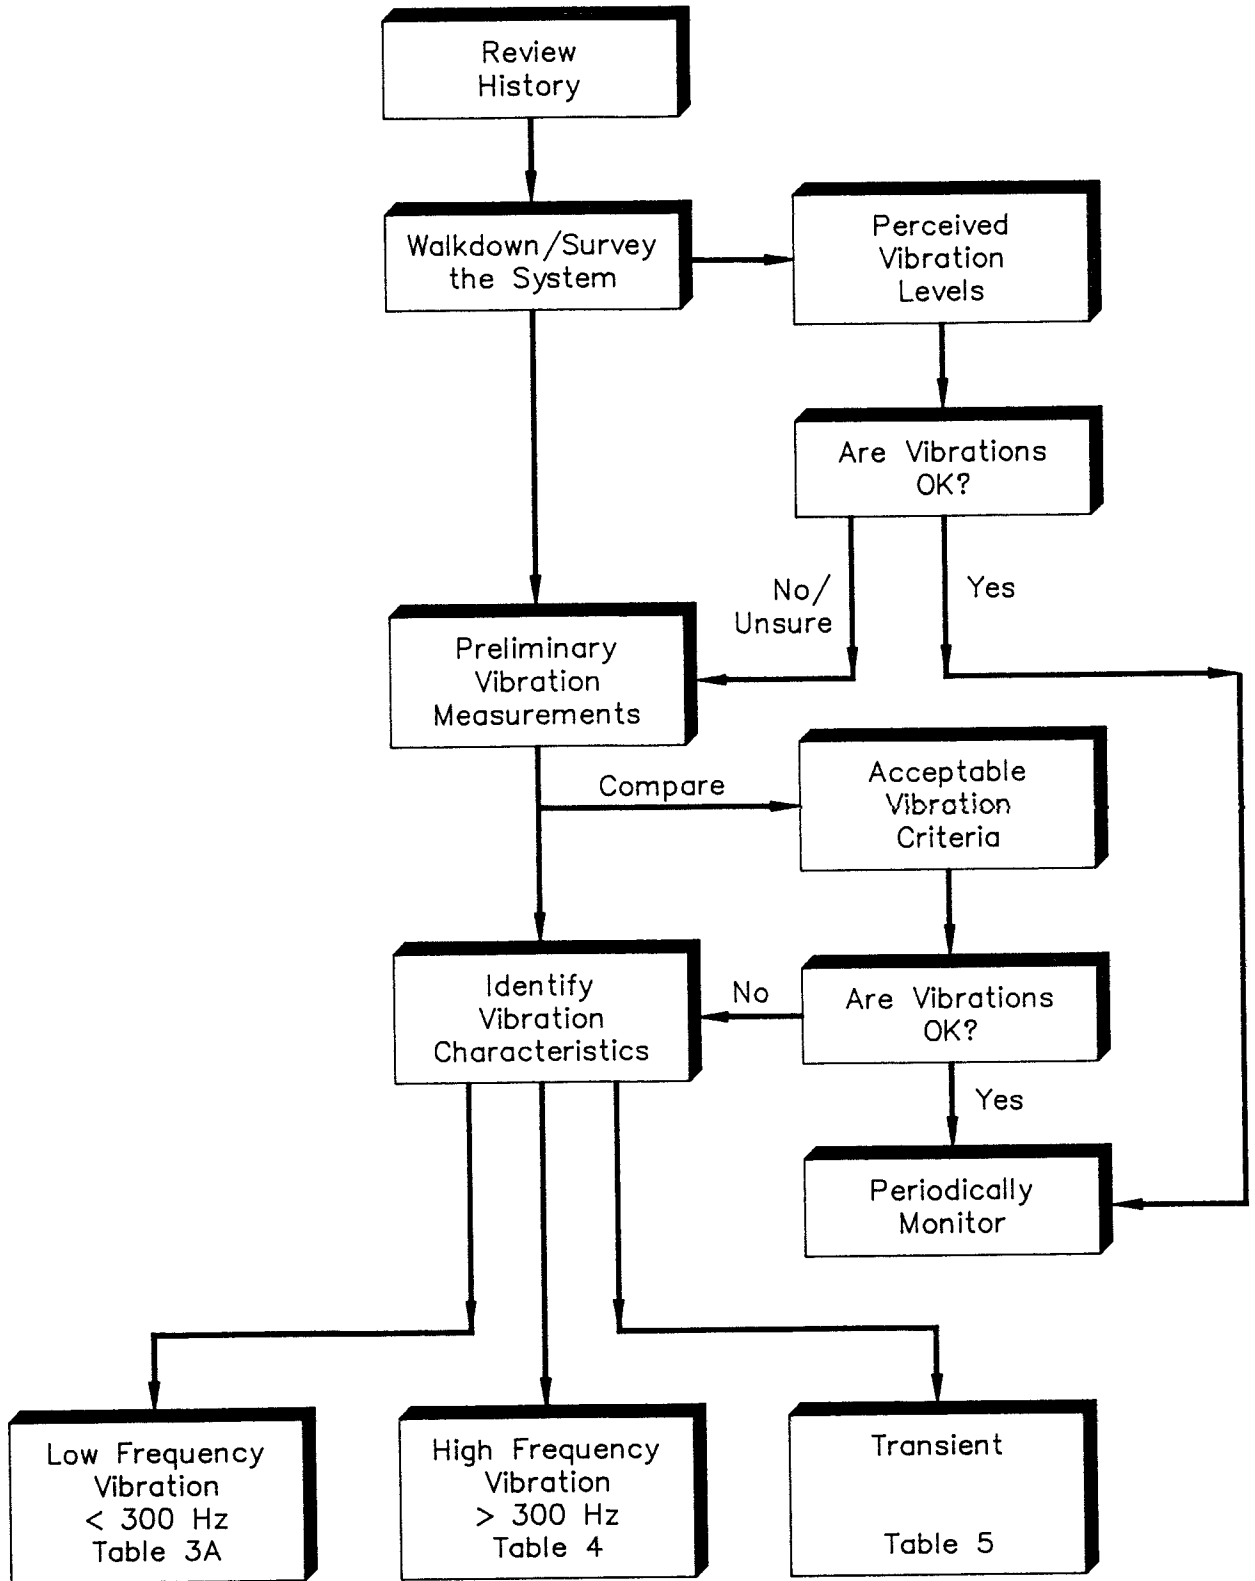 Review
History
Walkdown/Survey
the System
Perceived
Vibration
Levels
Are Vibrations
OK?
No/
Unsure
Yes
Preliminary
Vibration
Measurements
Compare
Acceptable
Vibration
Criteria
Identify
Vibration
Characteristics
No
Are Vibrations
OK?
Yes
Periodically
Monitor
Low Frequency
Vibration
< 300 Hz
Table 3A
High Frequency
Vibration
> 300 Hz
Table 4
Transient
Table 5